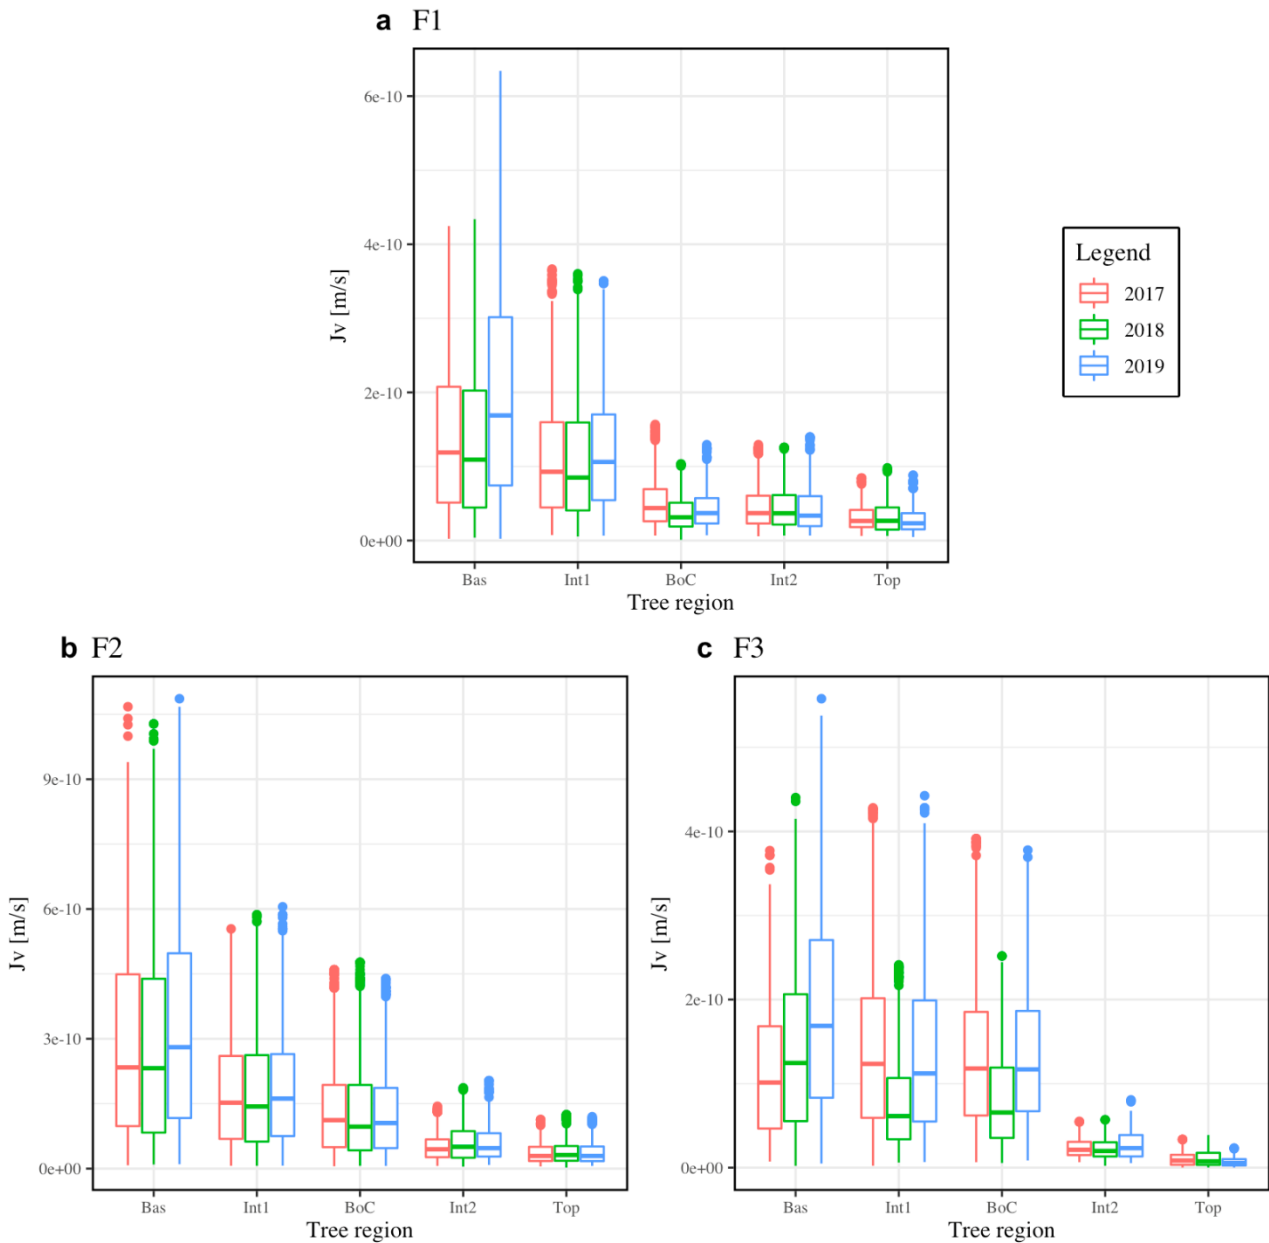 a F1
6e-10
4e-10
2e-10
0e+00
Jv [m/s]
Bas Int1 BoC Int2 Top
Tree region
Legend
2017
2018
2019
b F2
9e-10
6e-10
3e-10
0e+00
Jv [m/s]
Bas Int1 BoC Int2 Top
Tree region
c F3
4e-10
2e-10
0e+00
Jv [m/s]
Bas Int1 BoC Int2 Top
Tree region